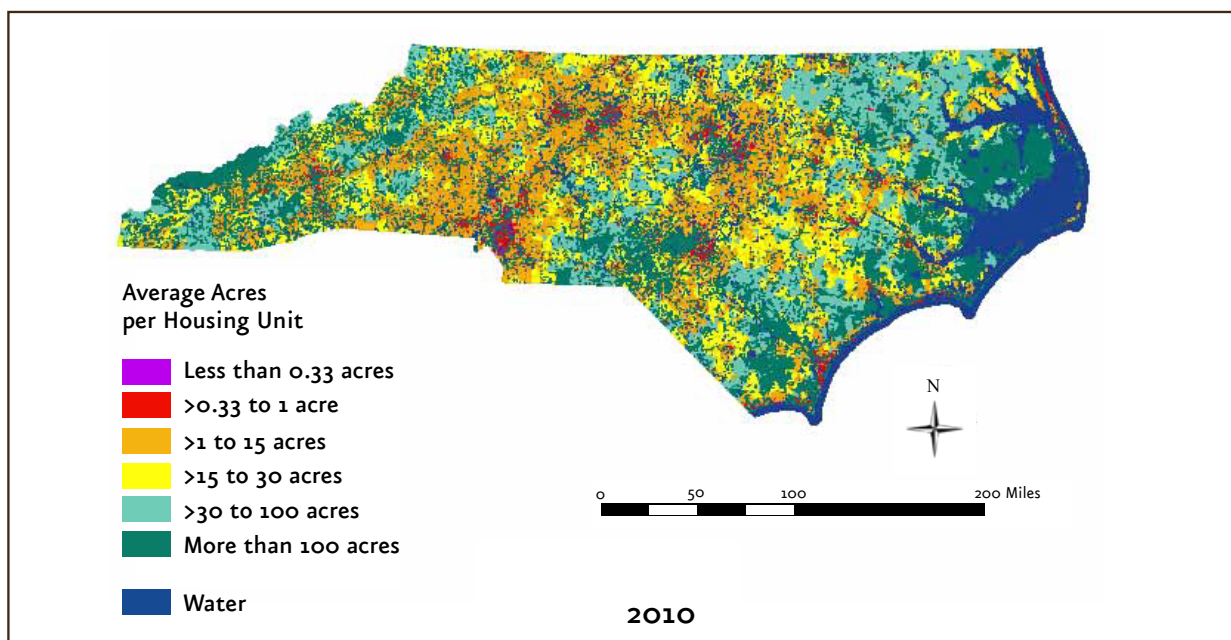 Average Acres
per Housing Unit
Less than 0.33 acres
>0.33 to 1 acre
>1 to 15 acres
>15 to 30 acres
>30 to 100 acres
More than 100 acres
Water
N
0 50 100 200 Miles
2010